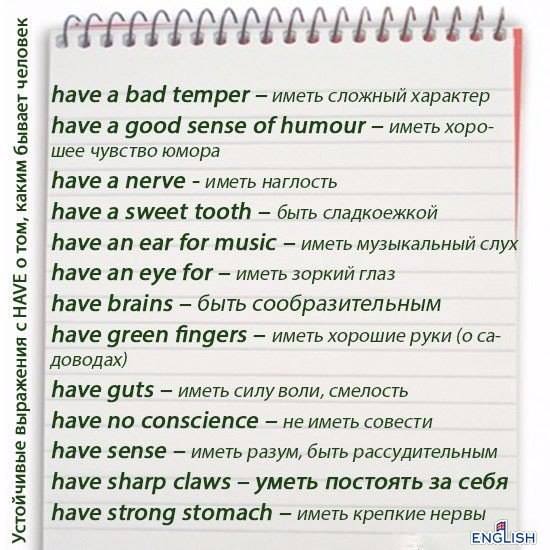 Устойчивые выражения с HAVE о том, каким бывает человек
have a bad temper – иметь сложный характер
have a good sense of humour – иметь хоро-
шее чувство юмора
have a nerve - иметь наглость
have a sweet tooth – быть сладкоежкой
have an ear for music – иметь музыкальный слух
have an eye for – иметь зоркий глаз
have brains – быть сообразительным
have green fingers – иметь хорошие руки (о са-
доводах)
have guts – иметь силу воли, смелость
have no conscience – не иметь совести
have sense – иметь разум, быть рассудительным
have sharp claws – уметь постоять за себя
have strong stomach – иметь крепкие нервы
ENGLISH